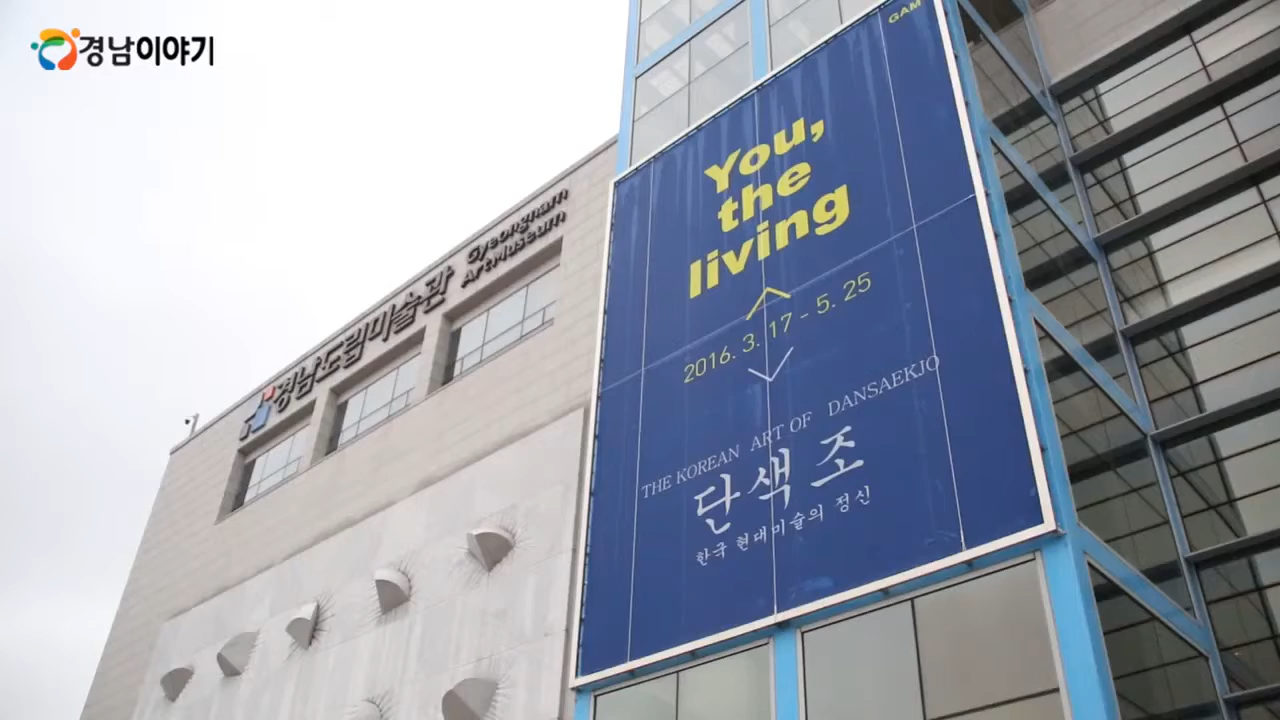 경남이야기
GAM
You,
the
living
2016. 3. 17 - 5. 25
THE KOREAN ART OF DANSAEKJO
단색조
한국 현대미술의 정신
경남도립미술관
Gyeongnam
ArtMuseum